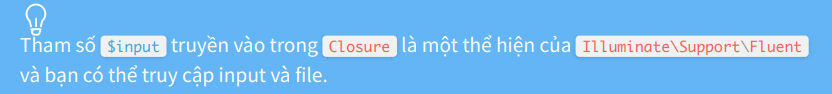 Tham số $input truyền vào trong Closure là một thể hiện của Illuminate\Support\Fluent
và bạn có thể truy cập input và file.